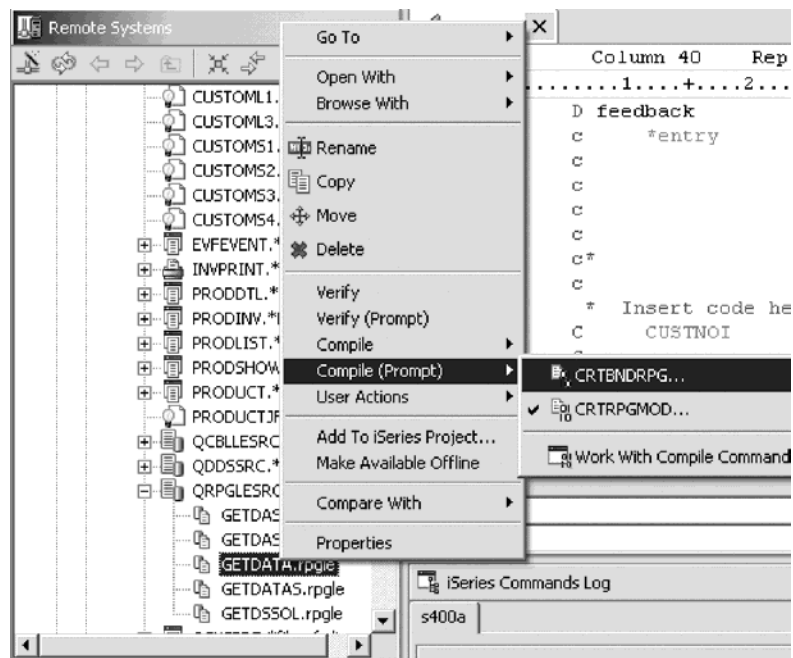 Remote Systems
CUSTOML1.
CUSTOML3.
CUSTOMS1.
CUSTOMS2.
CUSTOMS3.
CUSTOMS4.
EVFEVENT.*
INVPRINT.*
PRODDTL.*
PRODINV.*
PRODLIST.*
PRODSHOW
PRODUCT.*
PRODUCTJF
QCBLLESRC
QDDSSRC.*
QRPGLESRC
GETDAS
GETDAS
GETDATA.rpgle
GETDATAS.rpgle
GETDSSOL.rpgle
Go To
Open With
Browse With
Rename
Copy
Move
Delete
Verify
Verify (Prompt)
Compile
Compile (Prompt)
User Actions
Add To iSeries Project...
Make Available Offline
Compare With
Properties
CRTBNDRPG...
CRTRPGMOD...
Work With Compile Command
Column 40 Rep
........1....+....2...
D feedback
c *entry
c
c
c
c
c*
c
* Insert code he
C CUSTNOI
iSeries Commands Log
s400a